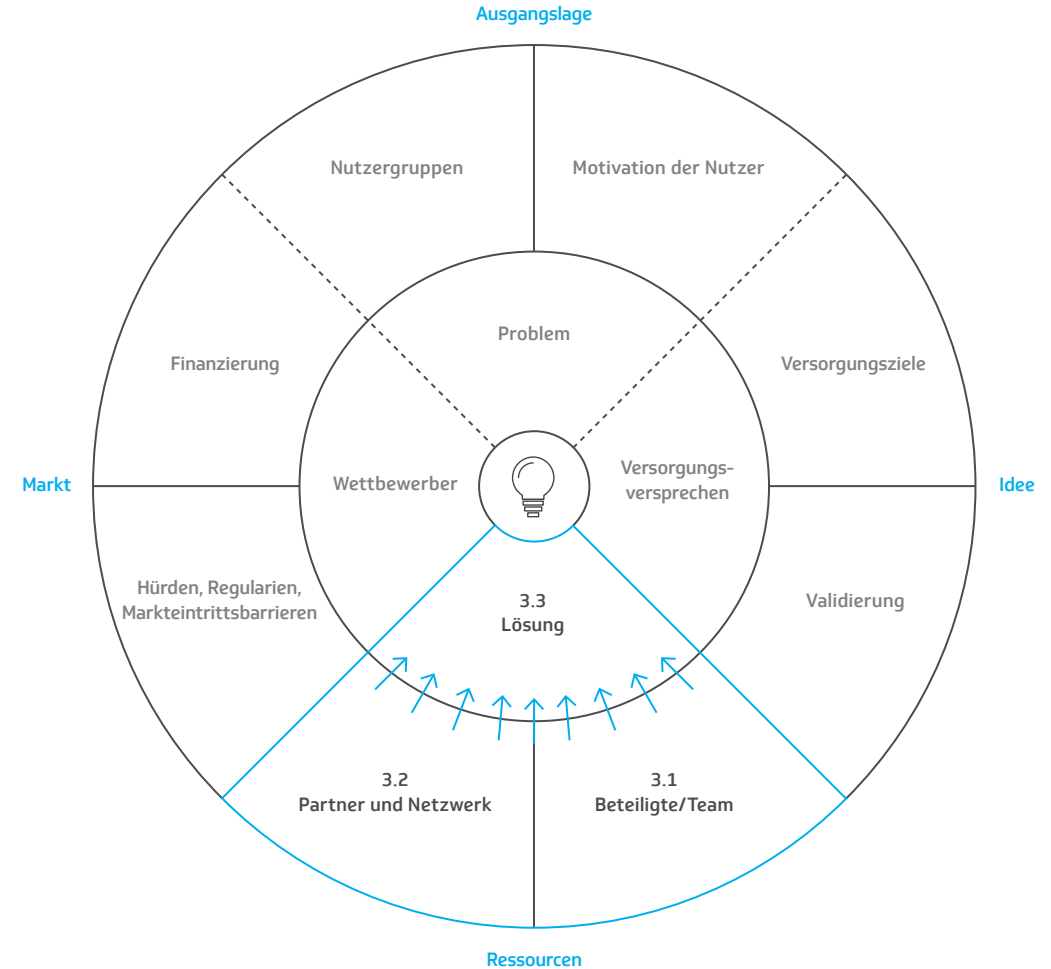 Ausgangslage
Nutzergruppen
Motivation der Nutzer
Problem
Finanzierung
Versorgungsziele
Markt
Wettbewerber
Versorgungs-
versprechen
Idee
Hürden, Regularien,
Markteintrittsbarrieren
3.3
Lösung
Validierung
3.2
Partner und Netzwerk
3.1
Beteiligte/Team
Ressourcen